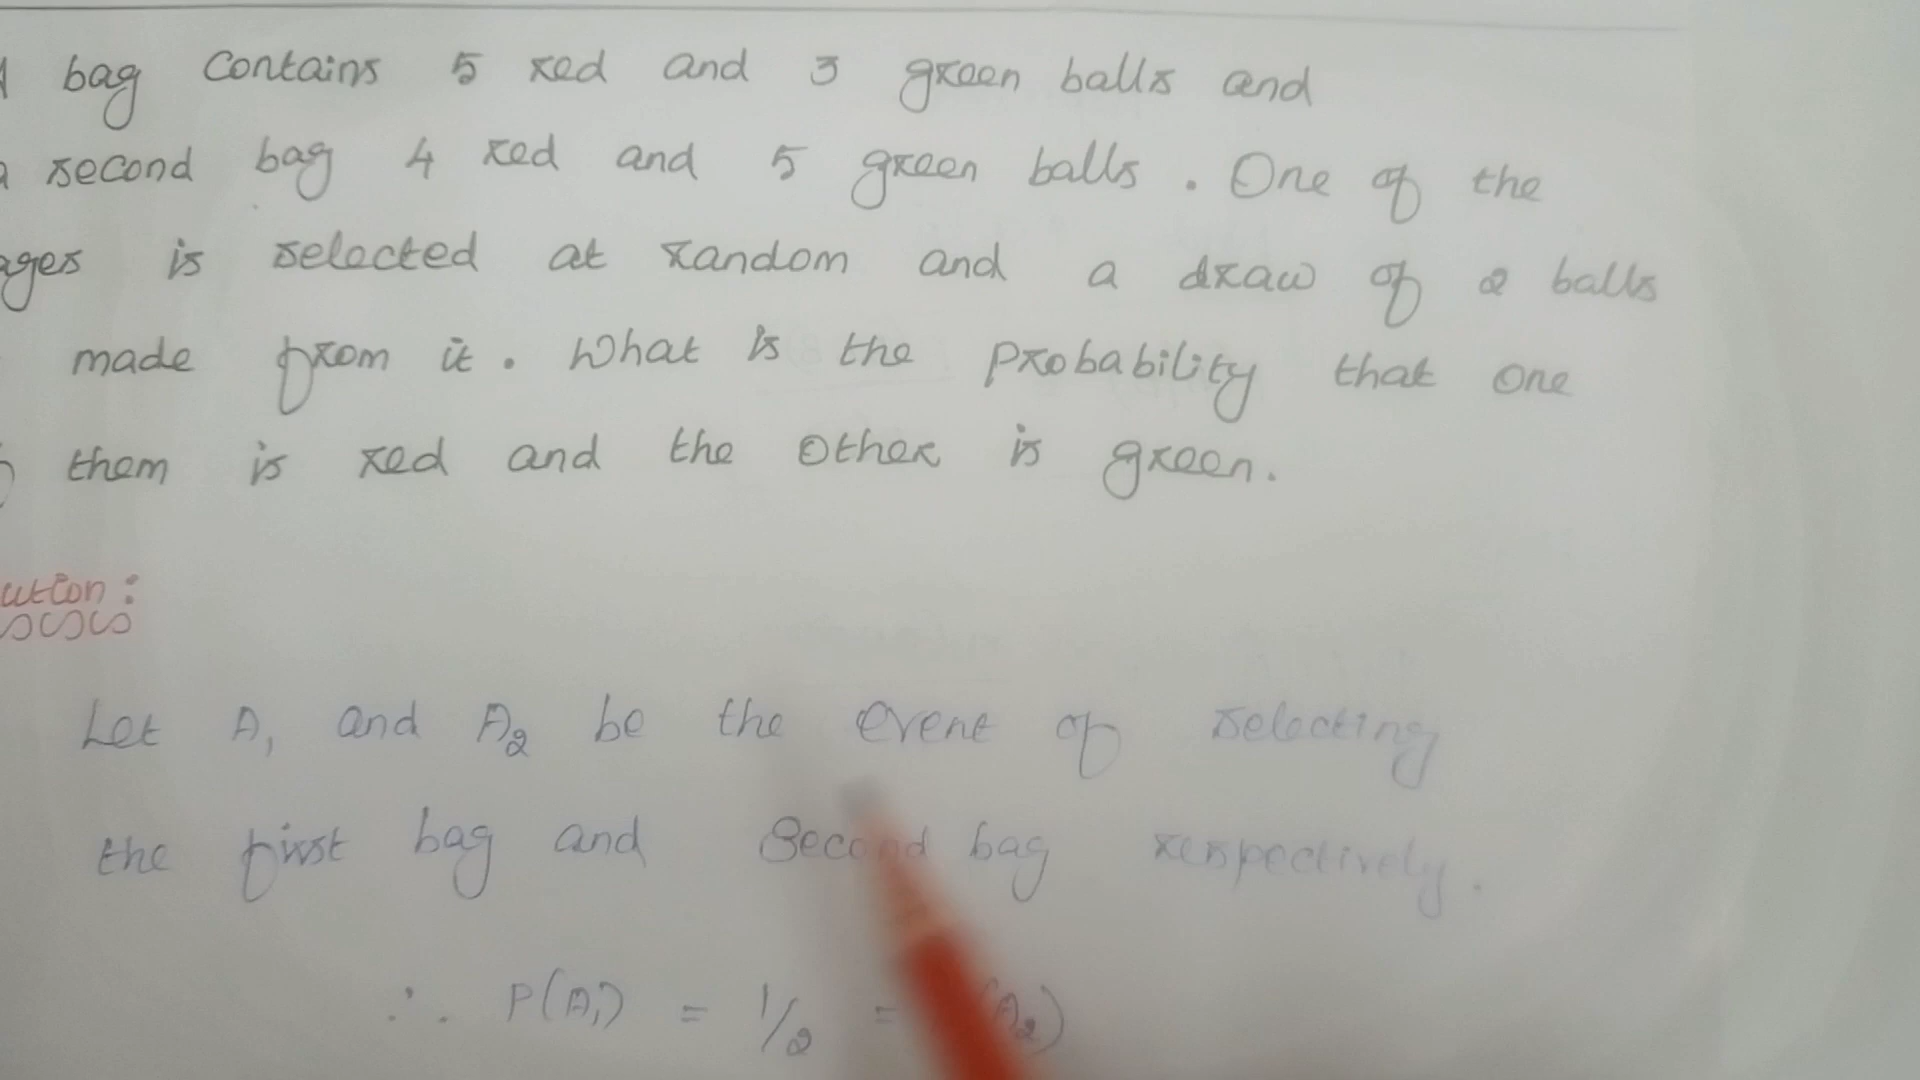 bag contains 5 red and 3 green balls and
a second bag 4 red and 5 green balls. One of the
ages is selected at random and a draw of 2 balls
made from it. What is the probability that one
them is red and the other is green.
ution:
Let A₁ and A₂ be the event of selecting
the first bag and Second bag respectively.
∴ P(A₁) = 1/2 = (A₂)